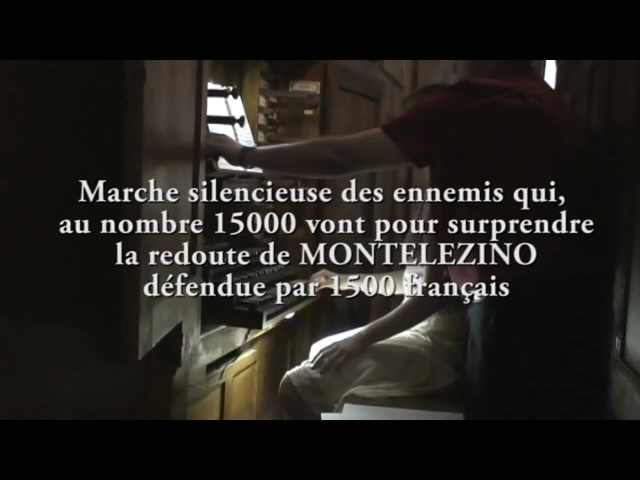 Marche silencieuse des ennemis qui,
au nombre 15000 vont pour surprendre
la redoute de MONTELEZINO
défendue par 1500 français